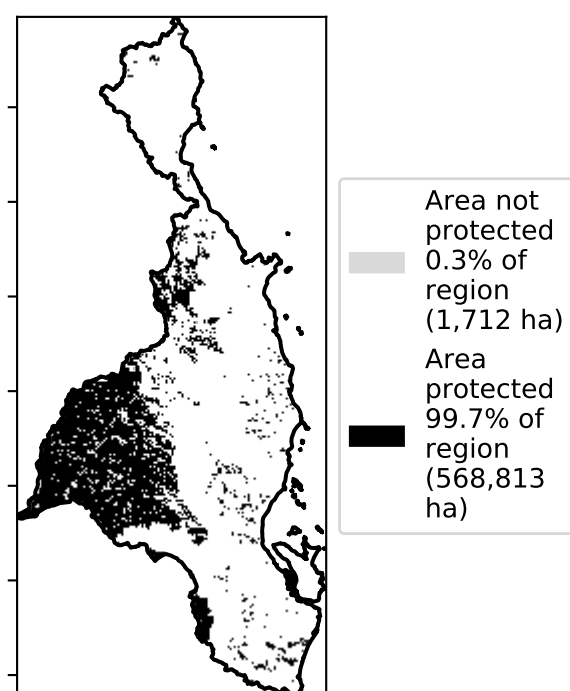 Area not
protected
0.3% of
region
(1,712 ha)
Area
protected
99.7% of
region
(568,813
ha)